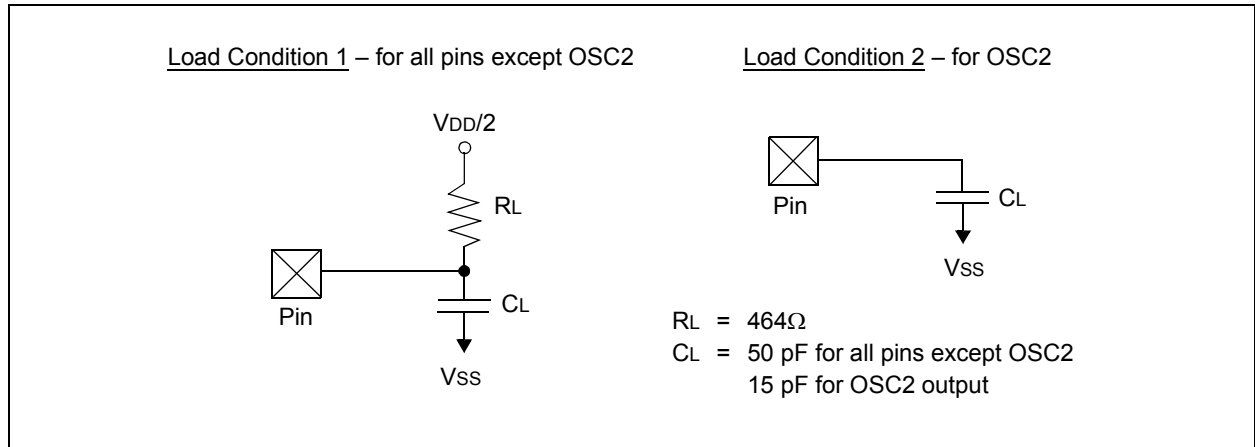 Load Condition 1 – for all pins except OSC2
VDD/2
RL
Pin
CL
VSS
Load Condition 2 – for OSC2
Pin
CL
VSS
RL = 464Ω
CL = 50 pF for all pins except OSC2
15 pF for OSC2 output